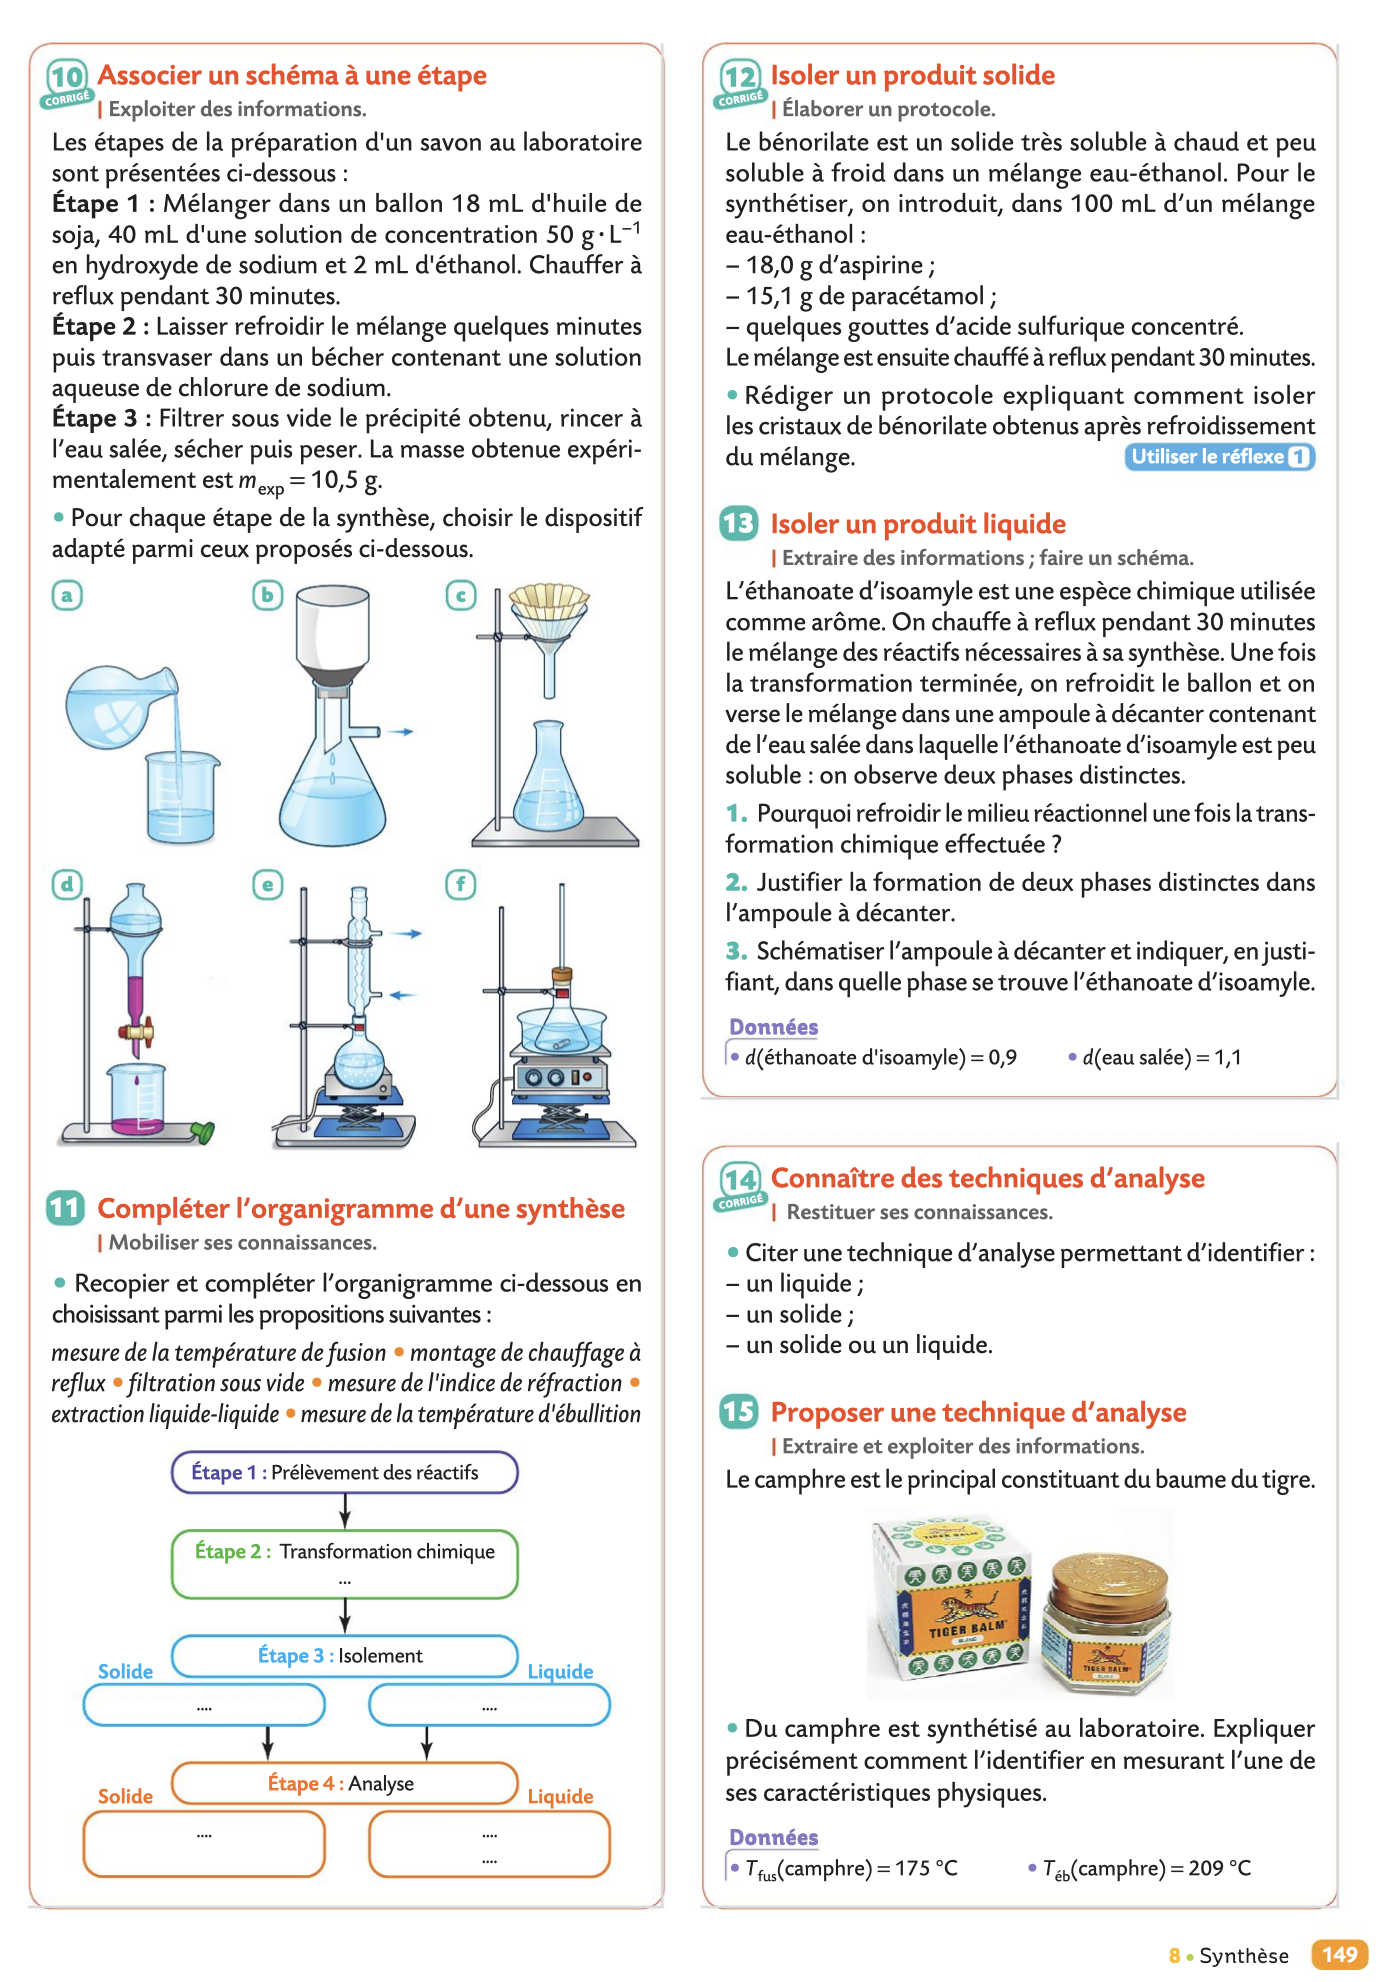 10 Associer un schéma à une étape
CORRIGÉ
| Exploiter des informations.
Les étapes de la préparation d'un savon au laboratoire
sont présentées ci-dessous :
Étape 1 : Mélanger dans un ballon 18 mL d'huile de
soja, 40 mL d'une solution de concentration 50 g·L⁻¹
en hydroxyde de sodium et 2 mL d'éthanol. Chauffer à
reflux pendant 30 minutes.
Étape 2 : Laisser refroidir le mélange quelques minutes
puis transvaser dans un bécher contenant une solution
aqueuse de chlorure de sodium.
Étape 3 : Filtrer sous vide le précipité obtenu, rincer à
l'eau salée, sécher puis peser. La masse obtenue expéri-
mentalement est m_exp = 10,5 g.
• Pour chaque étape de la synthèse, choisir le dispositif
adapté parmi ceux proposés ci-dessous.
a
b
c
d
e
f
11 Compléter l'organigramme d'une synthèse
| Mobiliser ses connaissances.
• Recopier et compléter l'organigramme ci-dessous en
choisissant parmi les propositions suivantes :
mesure de la température de fusion • montage de chauffage à
reflux • filtration sous vide • mesure de l'indice de réfraction •
extraction liquide-liquide • mesure de la température d'ébullition
Étape 1 : Prélèvement des réactifs
Étape 2 : Transformation chimique
...
Étape 3 : Isolement
Solide
Liquide
....
....
Étape 4 : Analyse
Solide
Liquide
....
....
....
12 Isoler un produit solide
CORRIGÉ
| Élaborer un protocole.
Le bénorilate est un solide très soluble à chaud et peu
soluble à froid dans un mélange eau-éthanol. Pour le
synthétiser, on introduit, dans 100 mL d'un mélange
eau-éthanol :
– 18,0 g d'aspirine ;
– 15,1 g de paracétamol ;
– quelques gouttes d'acide sulfurique concentré.
Le mélange est ensuite chauffé à reflux pendant 30 minutes.
• Rédiger un protocole expliquant comment isoler
les cristaux de bénorilate obtenus après refroidissement
du mélange.
Utiliser le réflexe 1
13 Isoler un produit liquide
| Extraire des informations ; faire un schéma.
L'éthanoate d'isoamyle est une espèce chimique utilisée
comme arôme. On chauffe à reflux pendant 30 minutes
le mélange des réactifs nécessaires à sa synthèse. Une fois
la transformation terminée, on refroidit le ballon et on
verse le mélange dans une ampoule à décanter contenant
de l'eau salée dans laquelle l'éthanoate d'isoamyle est peu
soluble : on observe deux phases distinctes.
1. Pourquoi refroidir le milieu réactionnel une fois la trans-
formation chimique effectuée ?
2. Justifier la formation de deux phases distinctes dans
l'ampoule à décanter.
3. Schématiser l'ampoule à décanter et indiquer, en justi-
fiant, dans quelle phase se trouve l'éthanoate d'isoamyle.
Données
• d(éthanoate d'isoamyle) = 0,9 • d(eau salée) = 1,1
14 Connaître des techniques d'analyse
CORRIGÉ
| Restituer ses connaissances.
• Citer une technique d'analyse permettant d'identifier :
– un liquide ;
– un solide ;
– un solide ou un liquide.
15 Proposer une technique d'analyse
| Extraire et exploiter des informations.
Le camphre est le principal constituant du baume du tigre.
TIGER BALM
TIGER BALM
TIGER BALM
• Du camphre est synthétisé au laboratoire. Expliquer
précisément comment l'identifier en mesurant l'une de
ses caractéristiques physiques.
Données
• T_fus(camphre) = 175 °C • T_éb(camphre) = 209 °C
8 • Synthèse 149